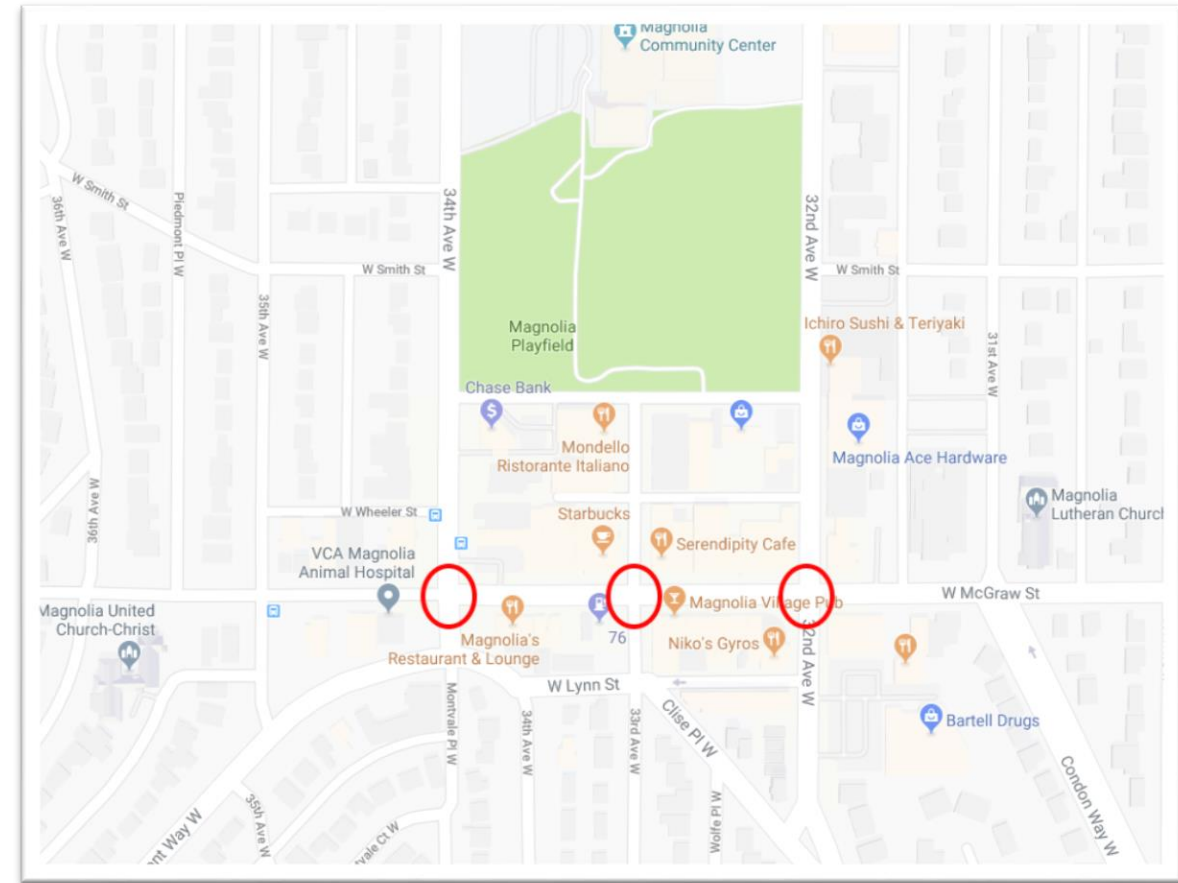 Magnolia
Community Center
W Smith St
36th Ave W
Piedmont Pl W
34th Ave W
32nd Ave W
W Smith St
W Smith St
35th Ave W
Magnolia
Playfield
Ichiro Sushi & Teriyaki
31st Ave W
Chase Bank
$
Mondello
Ristorante Italiano
Magnolia Ace Hardware
36th Ave W
W Wheeler St
Starbucks
Serendipity Cafe
Magnolia
Lutheran Church
VCA Magnolia
Animal Hospital
W McGraw St
Magnolia United
Church-Christ
Magnolia's
Restaurant & Lounge
76
Magnolia Village Pub
Niko's Gyros
32nd Ave W
W Lynn St
Montvale Pl W
34th Ave W
33rd Ave W
Clise Pl W
Bartell Drugs
Condon Way W
35th Ave W
nt Way W
vale Ct W
Wolfe Pl W